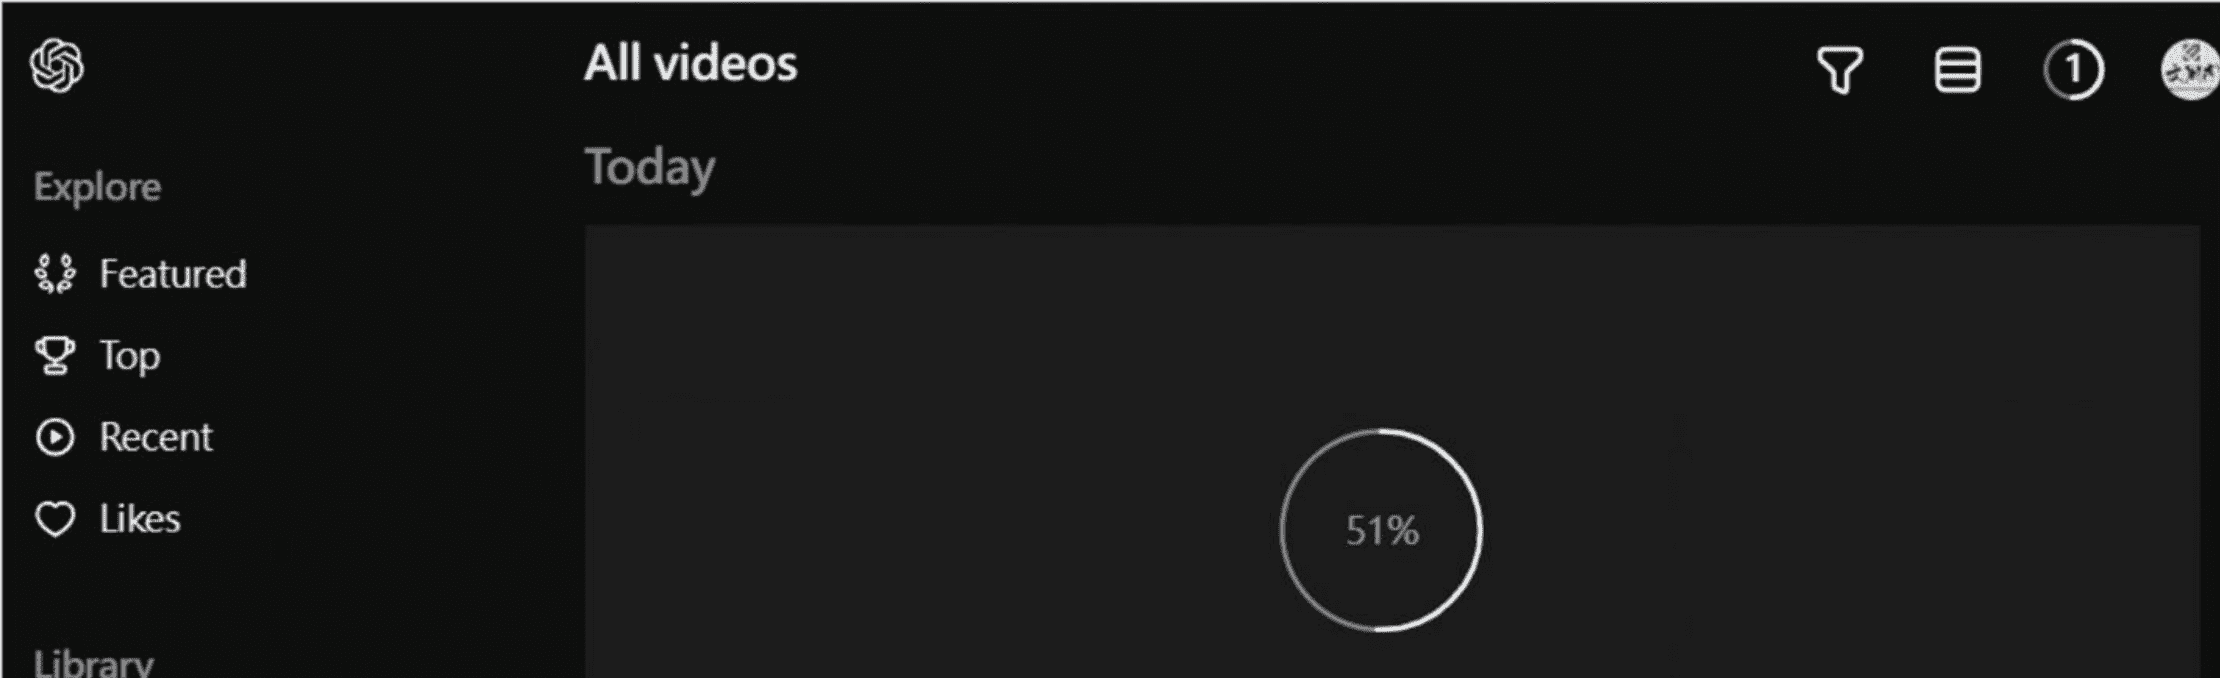 All videos
1
Today
Explore
Featured
Top
Recent
Likes
Library
51%